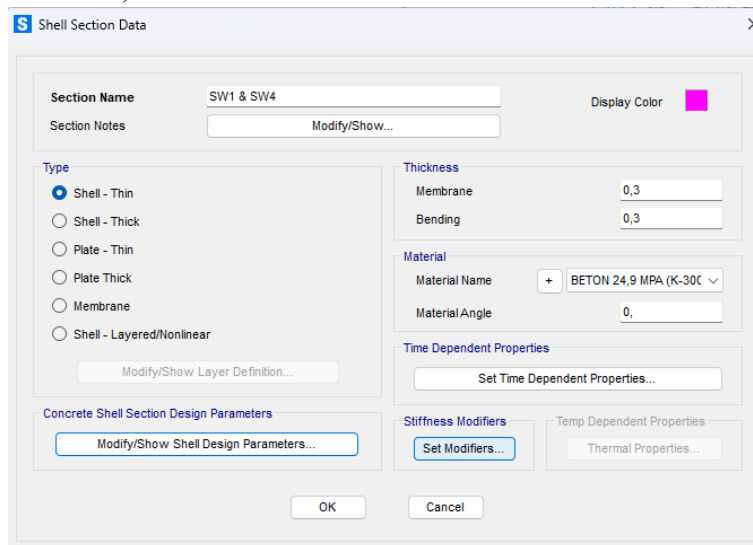 S Shell Section Data
Section Name SW1 & SW4 Display Color
Section Notes Modify/Show...
Type
Shell - Thin
Shell - Thick
Plate - Thin
Plate Thick
Membrane
Shell - Layered/Nonlinear
Modify/Show Layer Definition...
Concrete Shell Section Design Parameters
Modify/Show Shell Design Parameters...
Thickness
Membrane 0,3
Bending 0,3
Material
Material Name + BETON 24,9 MPA (K-300
Material Angle 0,
Time Dependent Properties
Set Time Dependent Properties...
Stiffness Modifiers
Set Modifiers...
Temp Dependent Properties
Thermal Properties...
OK Cancel